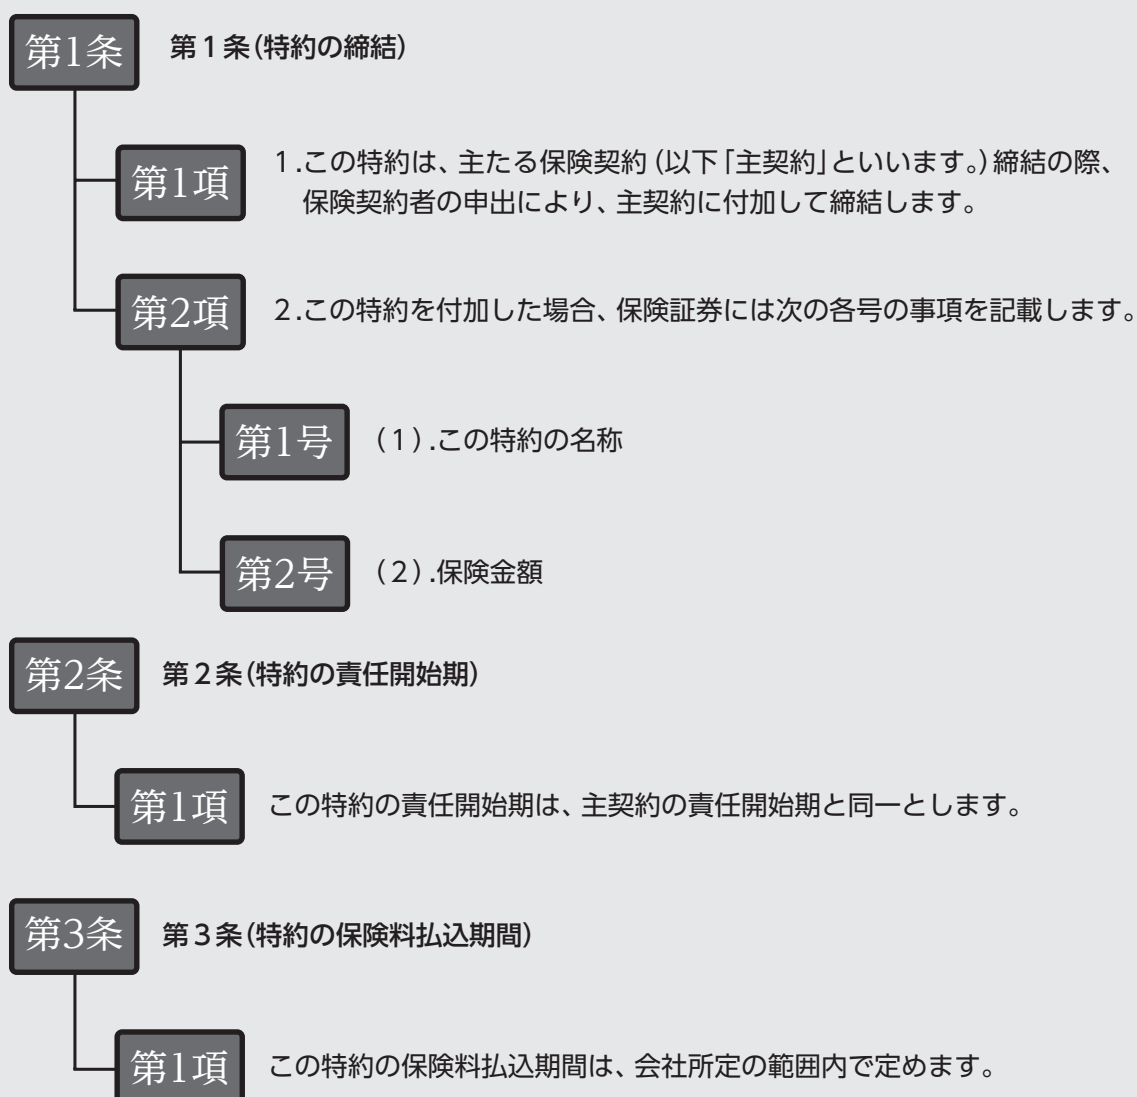 第1条
第1条(特約の締結)
第1項
1.この特約は、主たる保険契約(以下「主契約」といいます。)締結の際、
保険契約者の申出により、主契約に付加して締結します。
第2項
2.この特約を付加した場合、保険証券には次の各号の事項を記載します。
第1号
(1).この特約の名称
第2号
(2).保険金額
第2条
第2条(特約の責任開始期)
第1項
この特約の責任開始期は、主契約の責任開始期と同一とします。
第3条
第3条(特約の保険料払込期間)
第1項
この特約の保険料払込期間は、会社所定の範囲内で定めます。